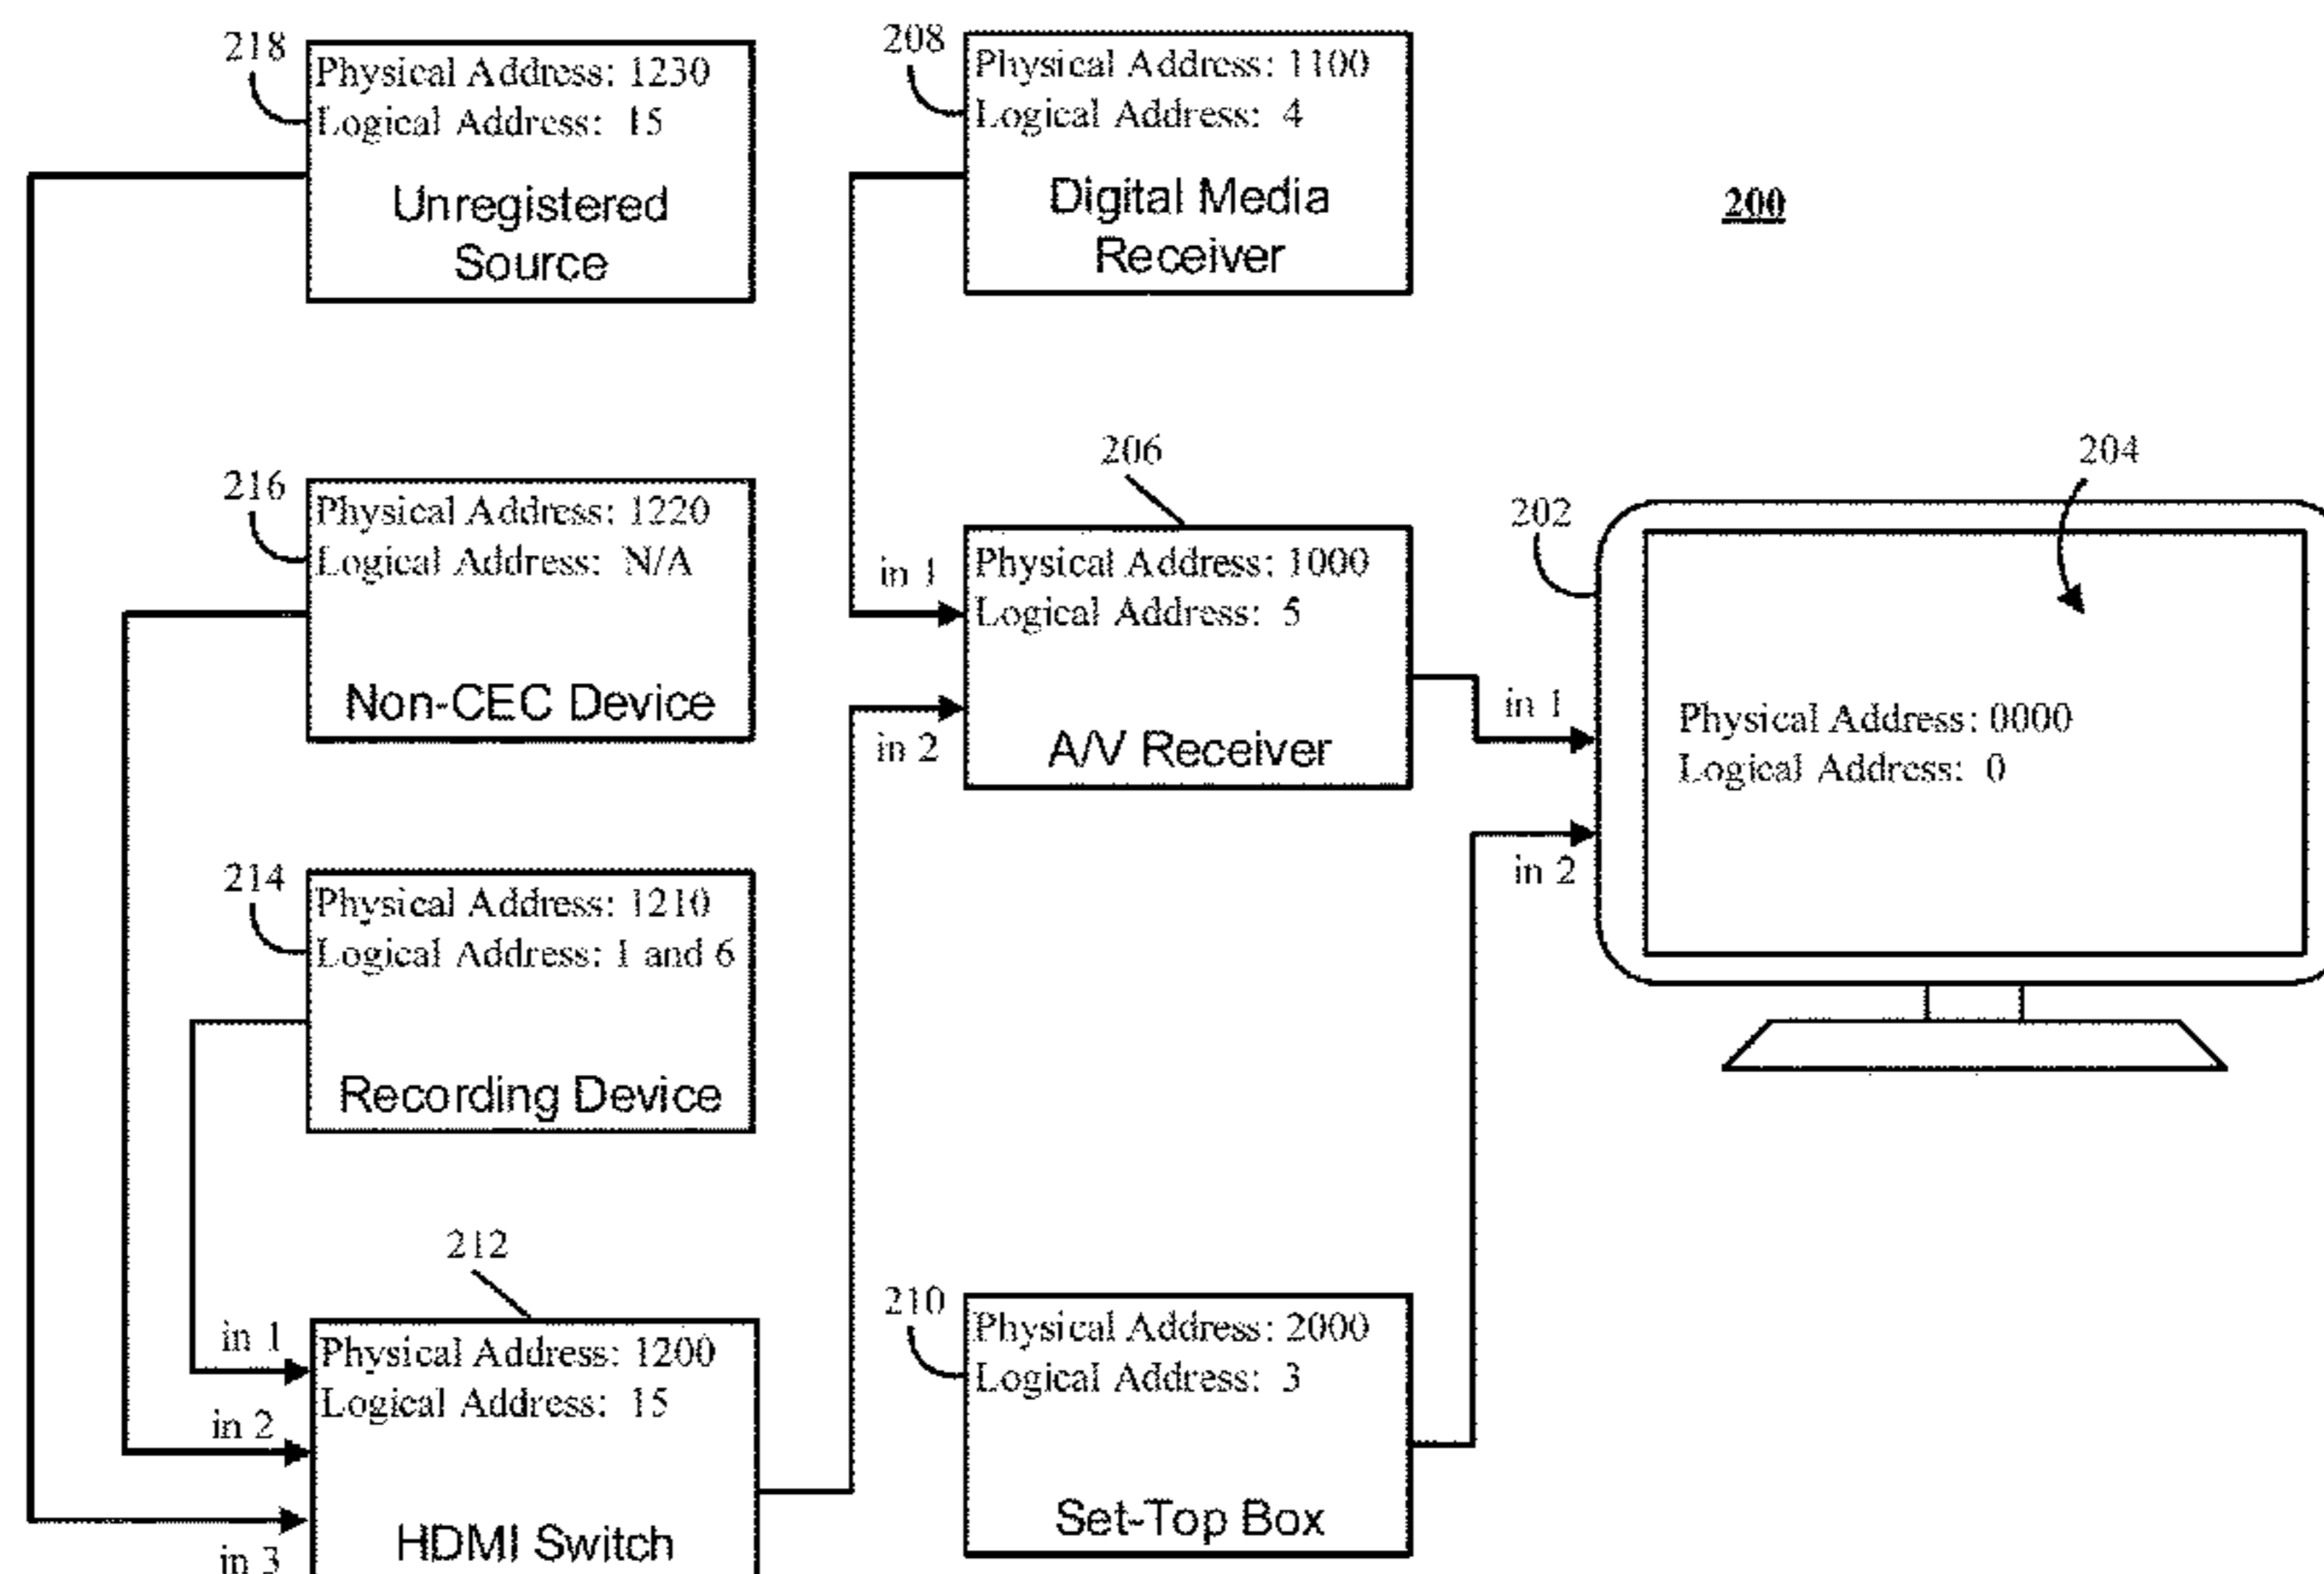 218
Physical Address: 1230
Logical Address: 15
Unregistered
Source
208
Physical Address: 1100
Logical Address: 4
Digital Media
Receiver
200
216
Physical Address: 1220
Logical Address: N/A
Non-CEC Device
206
in 1
Physical Address: 1000
Logical Address: 5
in 2
A/V Receiver
202
204
in 1
Physical Address: 0000
Logical Address: 0
in 2
214
Physical Address: 1210
Logical Address: 1 and 6
Recording Device
212
in 1
Physical Address: 1200
Logical Address: 15
in 2
HDMI Switch
in 3
210
Physical Address: 2000
Logical Address: 3
Set-Top Box